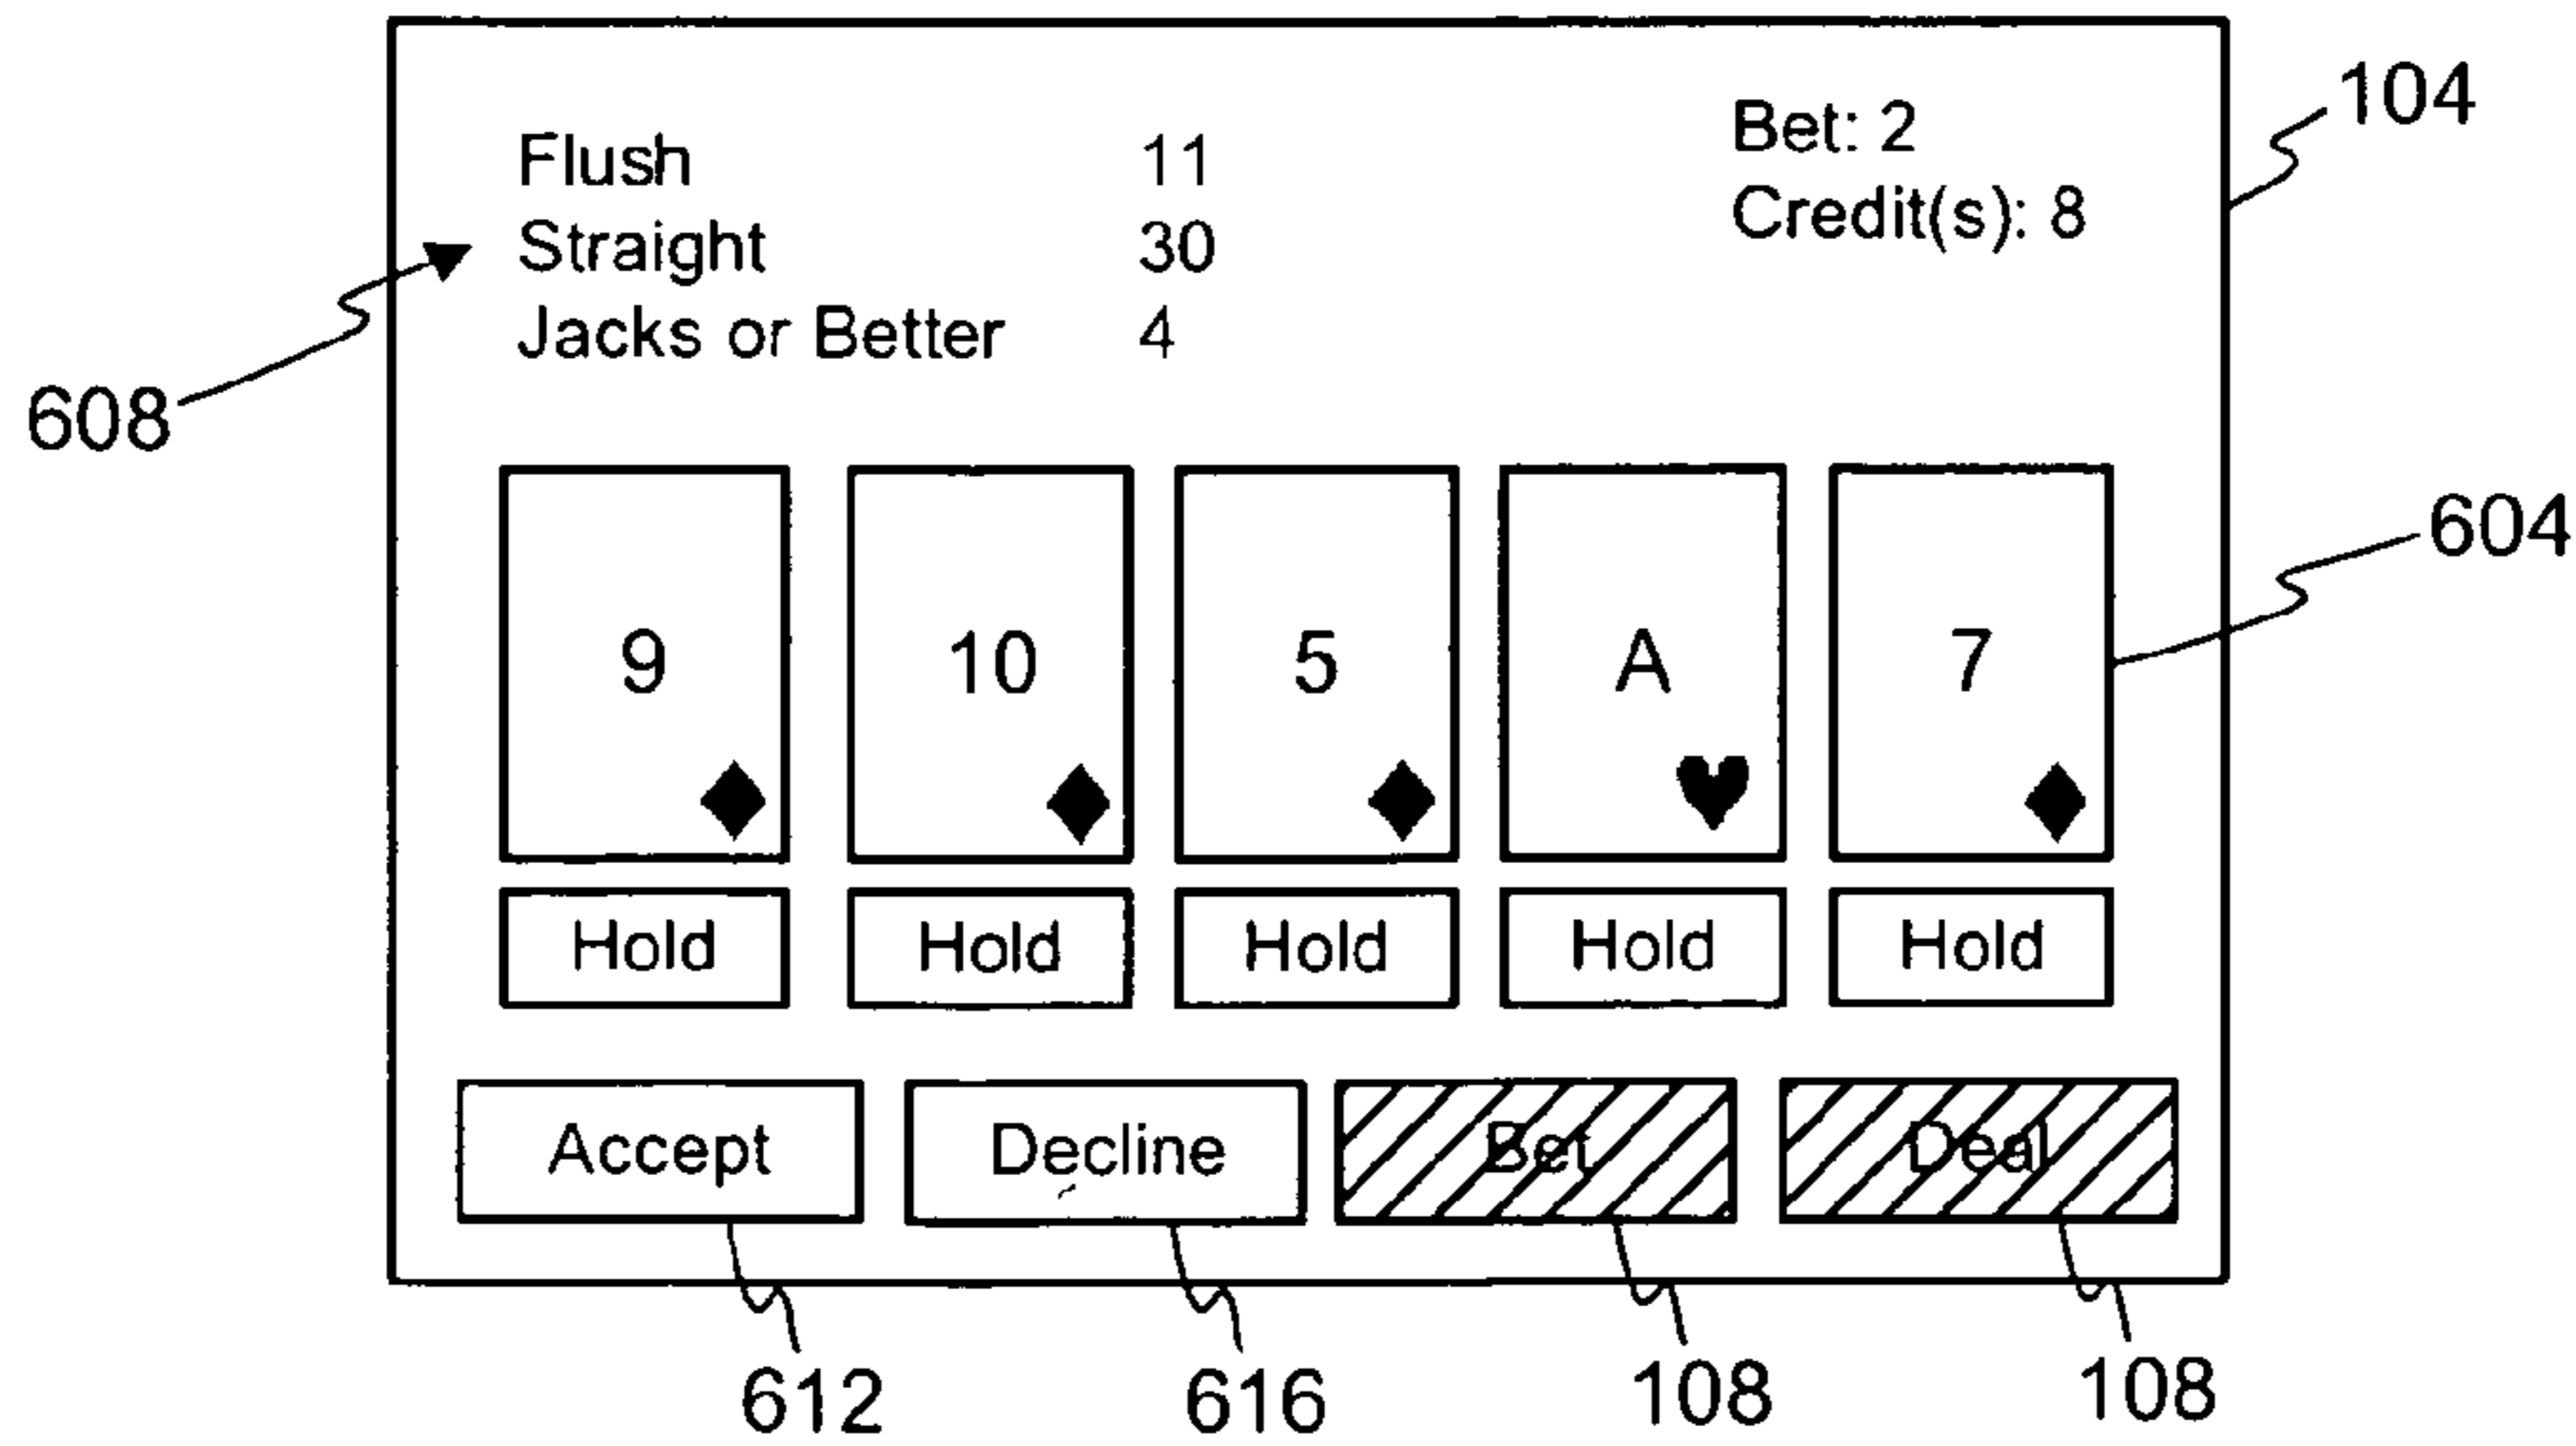 Bet: 2
104
Flush 11
Credit(s): 8
Straight 30
Jacks or Better 4
608
604
9 10 5 A 7
Hold Hold Hold Hold Hold
Accept Decline Bet Deal
612 616 108 108